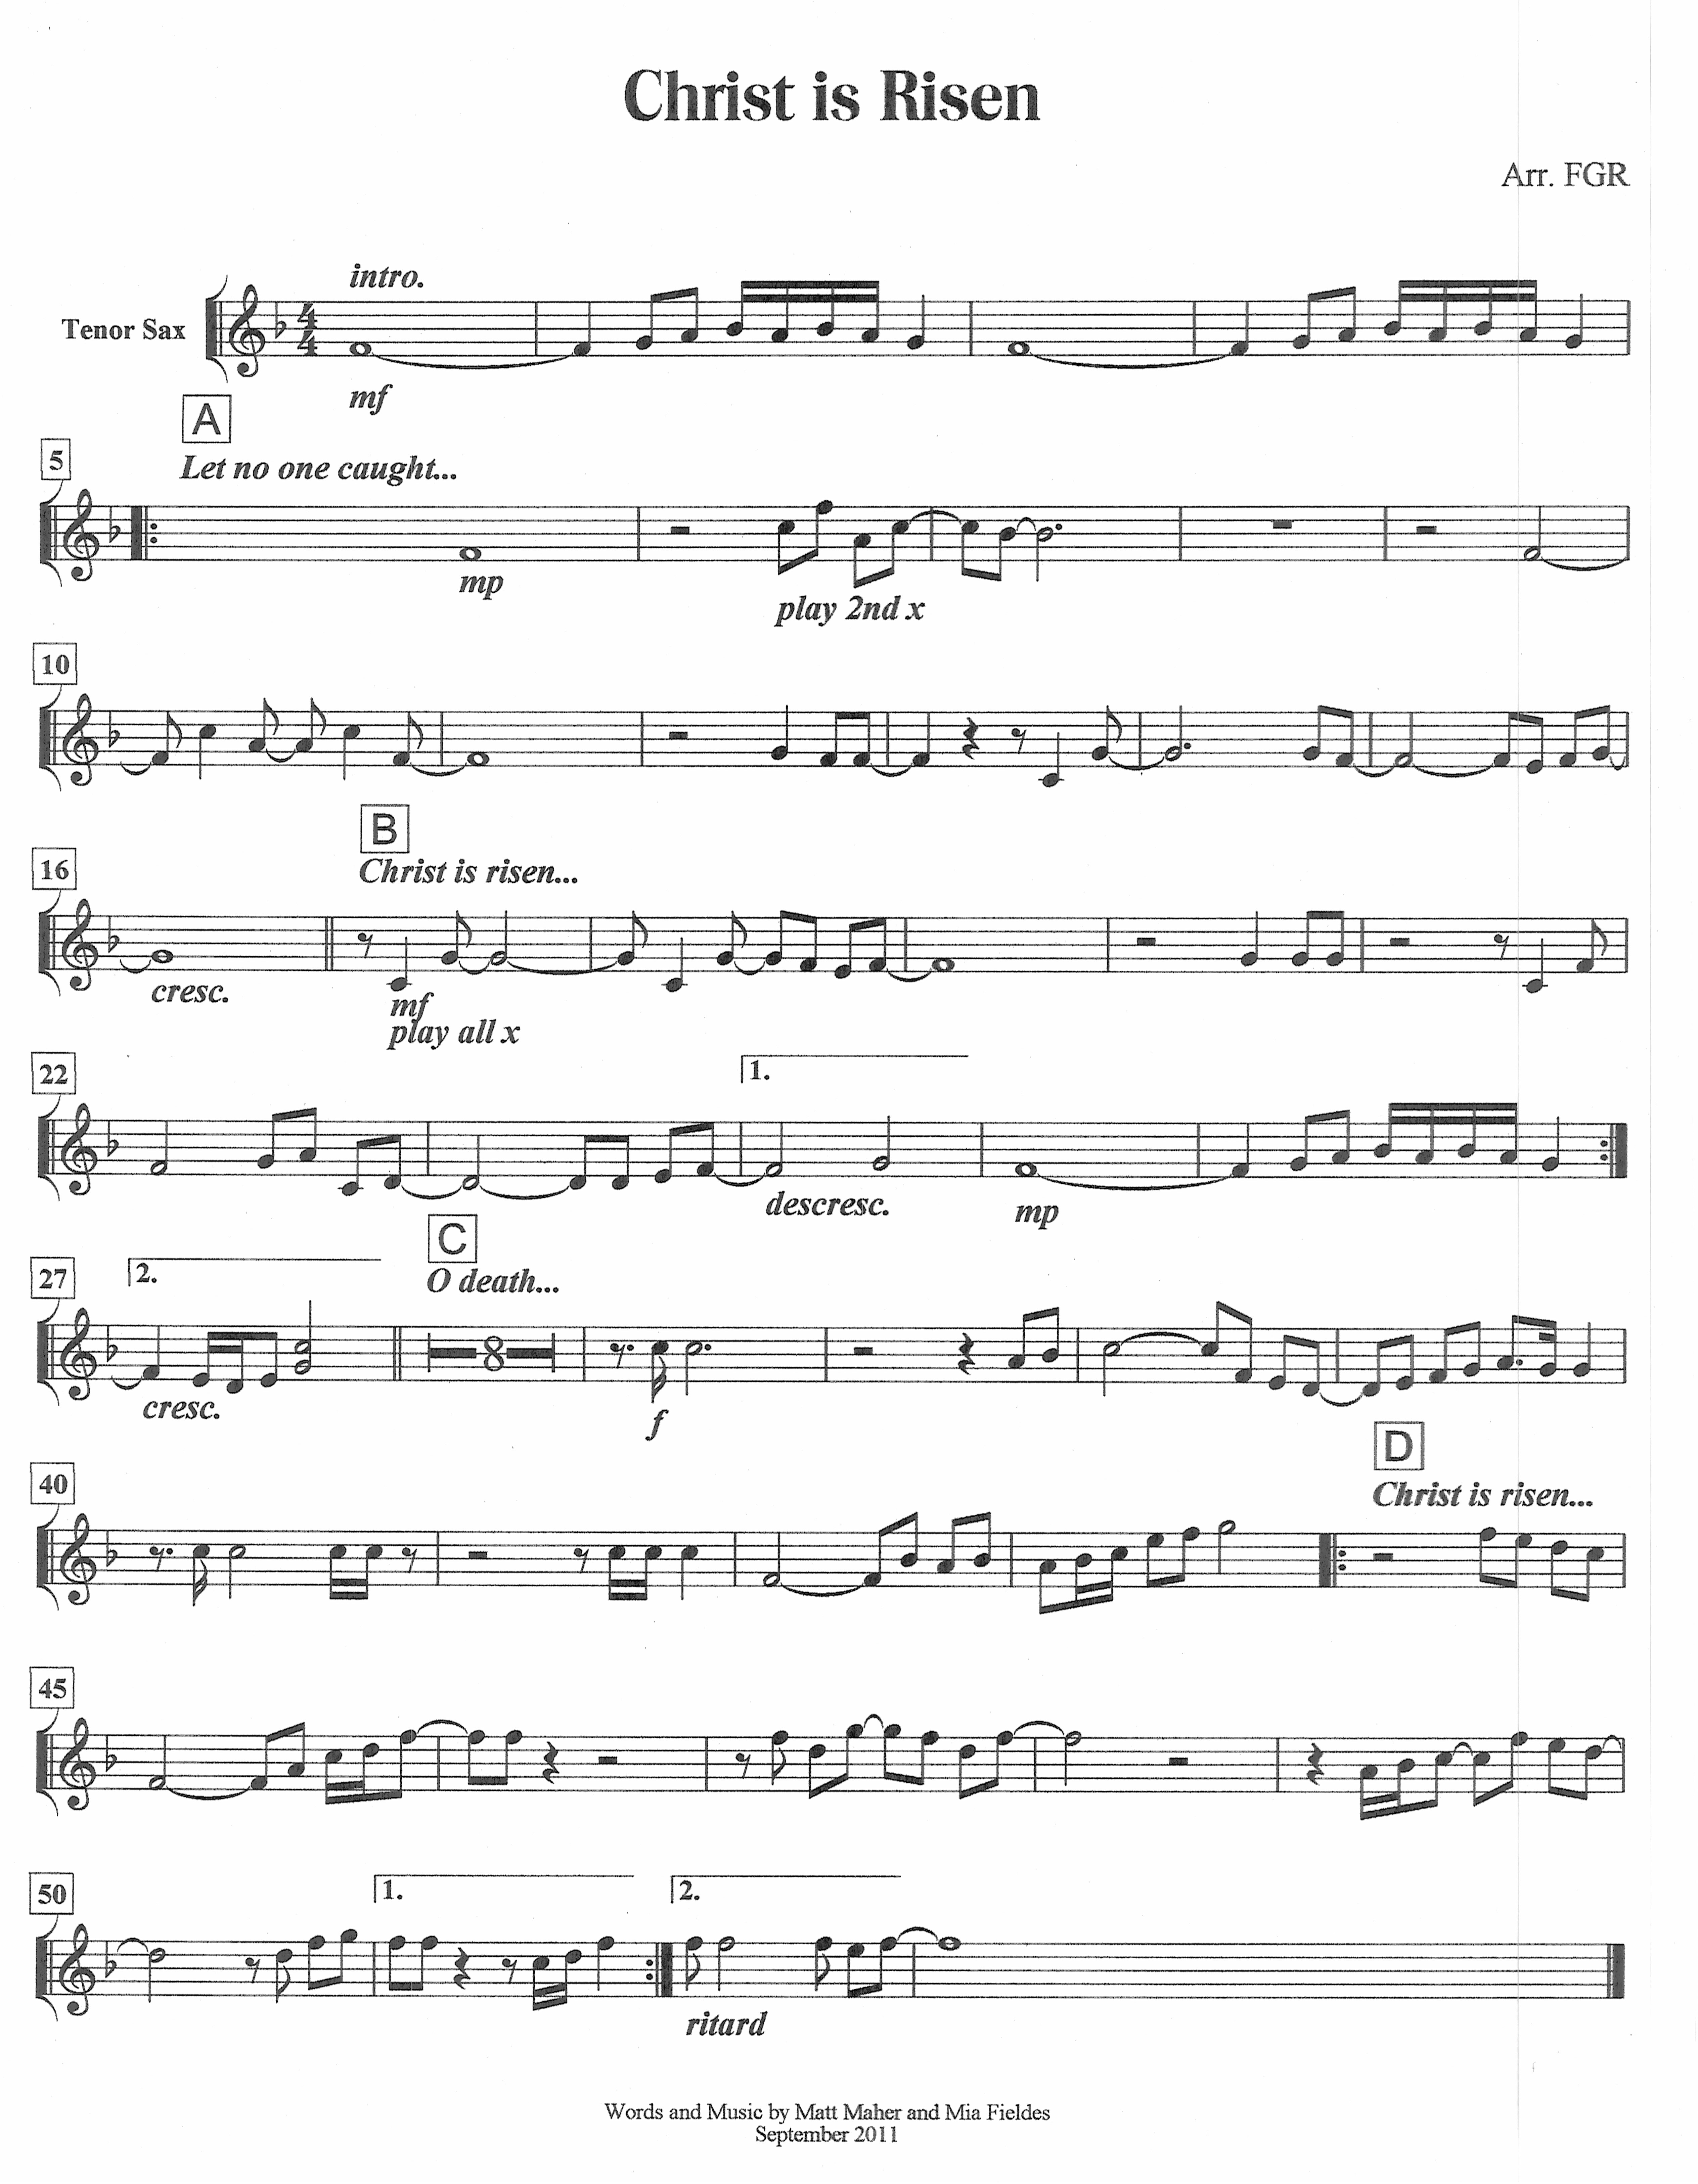 Christ is Risen
Arr. FGR
intro.
Tenor Sax
4
4
mf
A
5
Let no one caught...
mp
play 2nd x
10
B
16
Christ is risen...
cresc.
mf
play all x
22
1.
descresc.
mp
C
27
2.
O death...
8
cresc.
f
D
40
Christ is risen...
45
50
1.
2.
ritard
Words and Music by Matt Maher and Mia Fieldes
September 2011